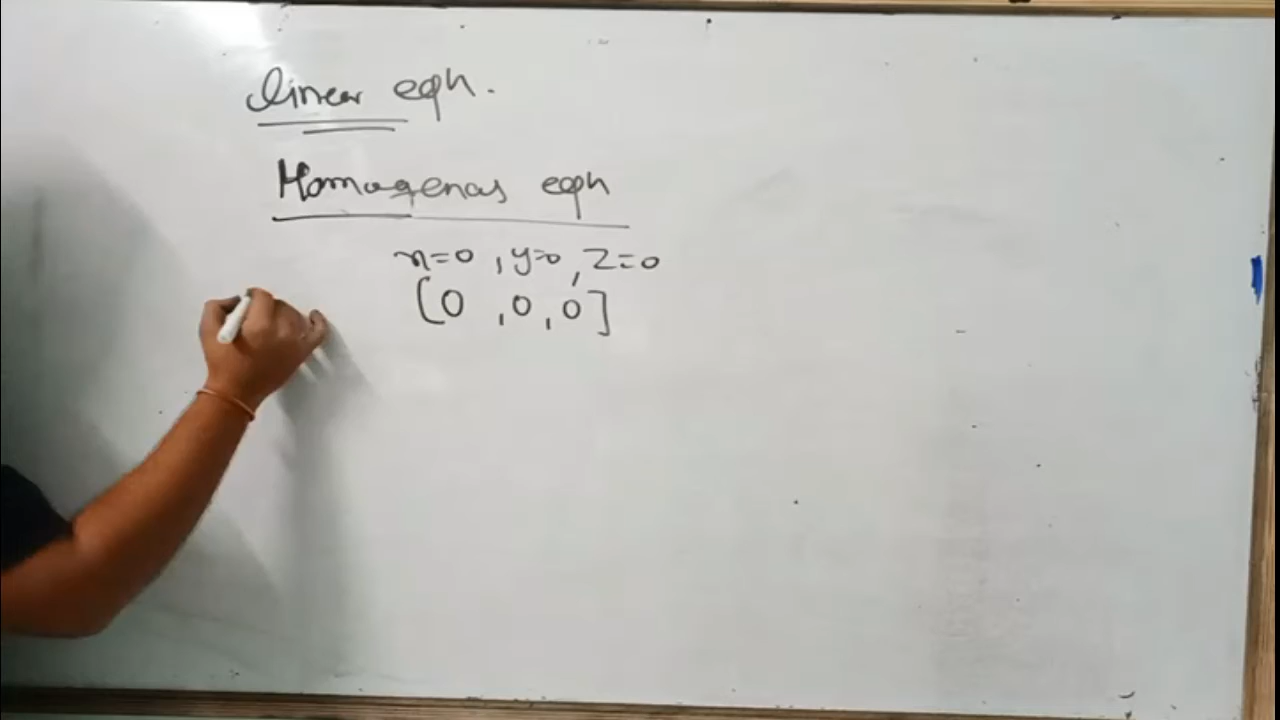 linear eqn.
Homogenas eqn
x=0 , y=0 , z=0
[0 , 0 , 0]